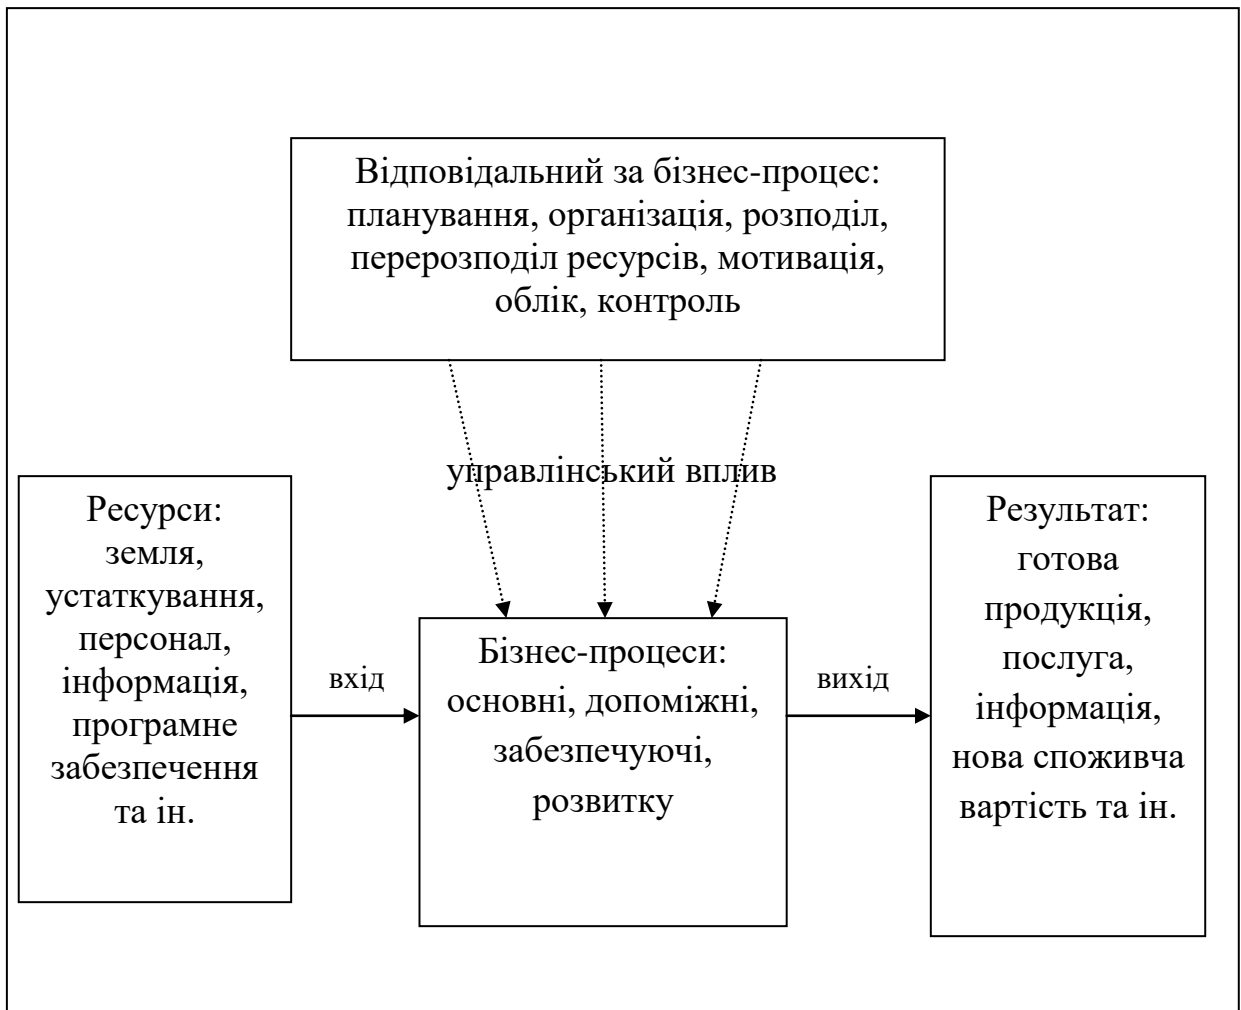 Відповідальний за бізнес-процес:
планування, організація, розподіл,
перерозподіл ресурсів, мотивація,
облік, контроль
управлінський вплив
Ресурси:
земля,
устаткування,
персонал,
інформація,
програмне
забезпечення
та ін.
вхід
Бізнес-процеси:
основні, допоміжні,
забезпечуючі,
розвитку
вихід
Результат:
готова
продукція,
послуга,
інформація,
нова споживча
вартість та ін.